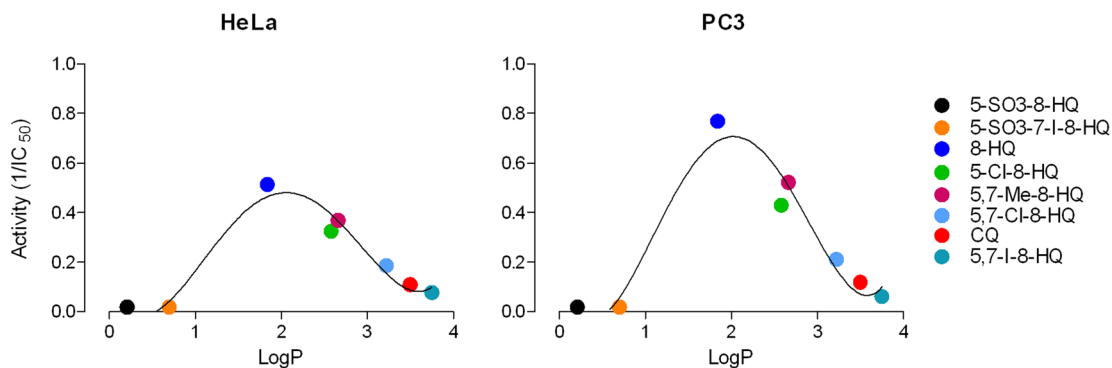 HeLa
PC3
1.0
0.8
0.6
0.4
0.2
0.0
Activity (1/IC 50)
0 1 2 3 4
LogP
1.0
0.8
0.6
0.4
0.2
0.0
0 1 2 3 4
LogP
5-SO3-8-HQ
5-SO3-7-I-8-HQ
8-HQ
5-Cl-8-HQ
5,7-Me-8-HQ
5,7-Cl-8-HQ
CQ
5,7-I-8-HQ